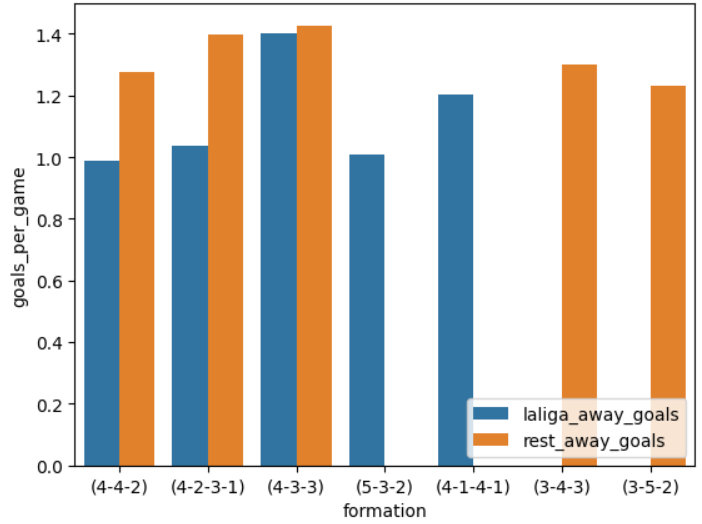 goals_per_game
1.4
1.2
1.0
0.8
0.6
0.4
0.2
0.0
laliga_away_goals
rest_away_goals
(4-4-2) (4-2-3-1) (4-3-3) (5-3-2) (4-1-4-1) (3-4-3) (3-5-2)
formation